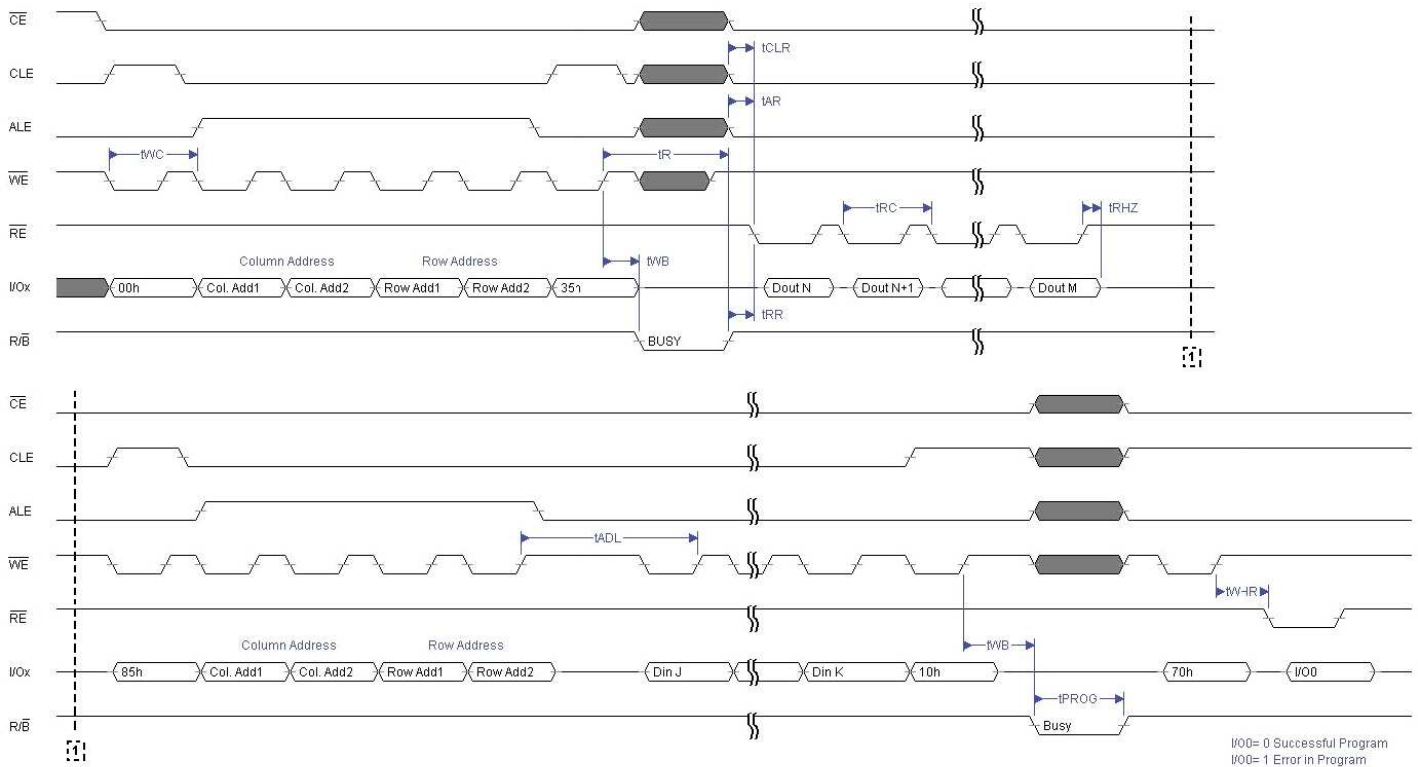 CE
tCLR
CLE
tAR
ALE
tWC
tR
WE
tRC
tRHZ
RE
Column Address
Row Address
tWB
I/Ox
00h
Col. Add1
Col. Add2
Row Add1
Row Add2
35h
Dout N
Dout N+1
Dout M
tRR
R/B
BUSY
1
CE
CLE
ALE
tADL
WE
tWHR
RE
Column Address
Row Address
tWB
I/Ox
85h
Col. Add1
Col. Add2
Row Add1
Row Add2
Din J
Din K
10h
70h
I/O0
tPROG
R/B
Busy
1
I/O0= 0 Successful Program
I/O0= 1 Error in Program